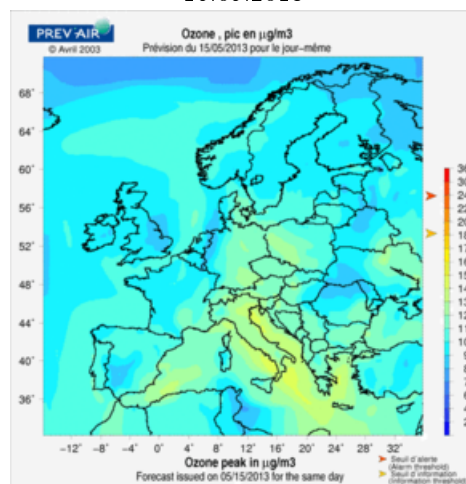 PREV'AIR
© Avril 2003
Ozone , pic en µg/m3
Prévision du 15/05/2013 pour le jour-même
68°
64°
60°
56°
52°
48°
44°
40°
36°
-12° -8° -4° 0° 4° 8° 12° 16° 20° 24° 28° 32°
Ozone peak in µg/m3
Forecast issued on 05/15/2013 for the same day
Seuil d'alerte
(Alarm threshold)
Seuil d'information
(Information threshold)